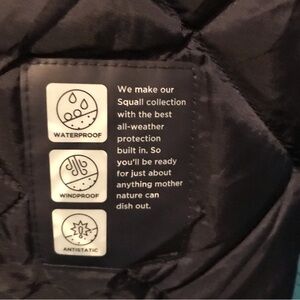 WATERPROOF
WINDPROOF
ANTISTATIC
We make our
Squall collection
with the best
all-weather
protection
built in. So
you'll be ready
for just about
anything mother
nature can
dish out.